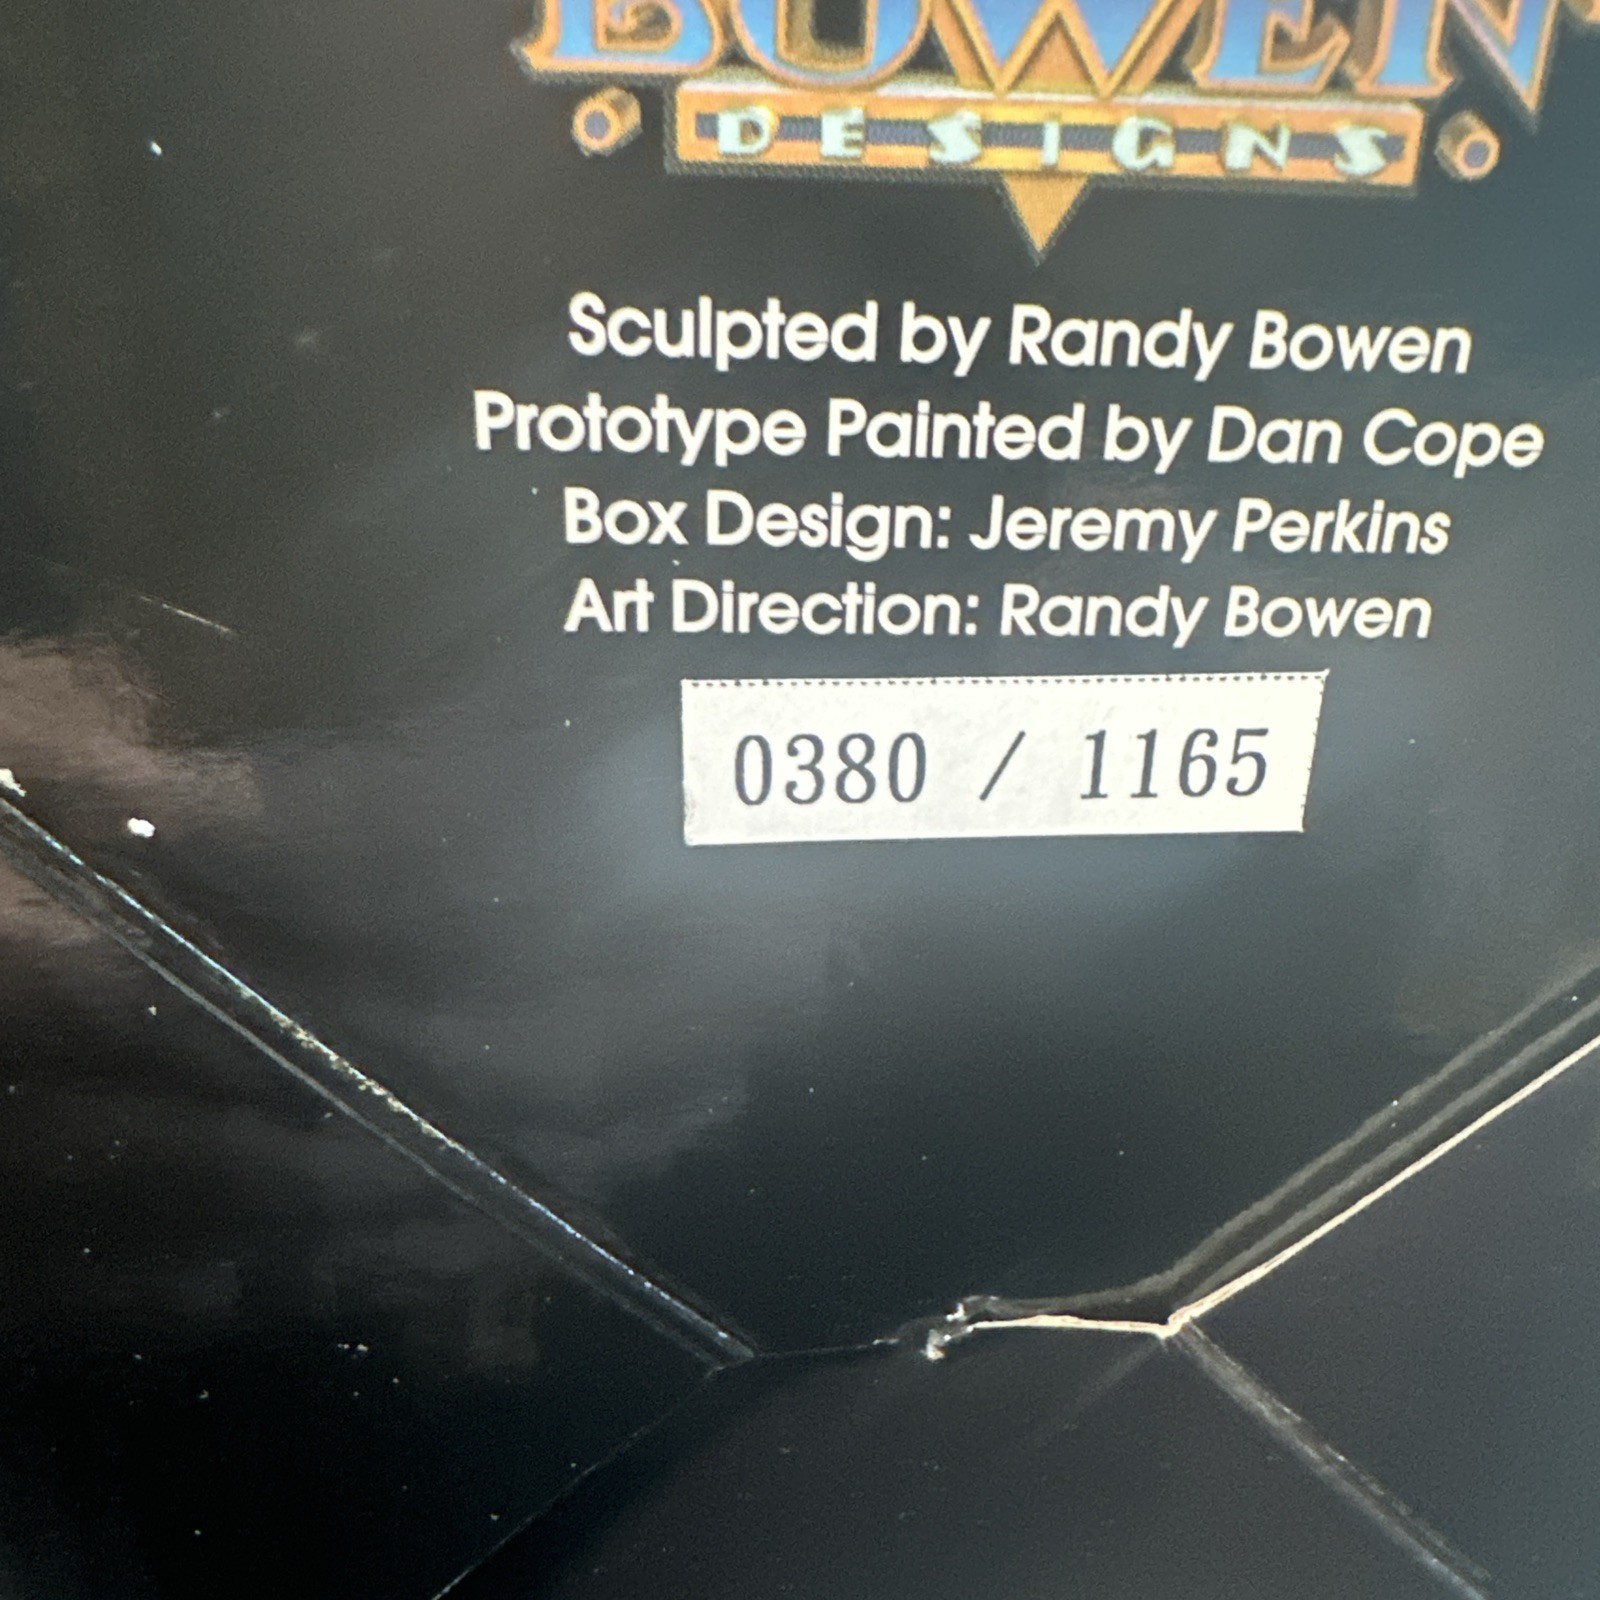 BOWEN
DESIGNS
Sculpted by Randy Bowen
Prototype Painted by Dan Cope
Box Design: Jeremy Perkins
Art Direction: Randy Bowen
0380 / 1165